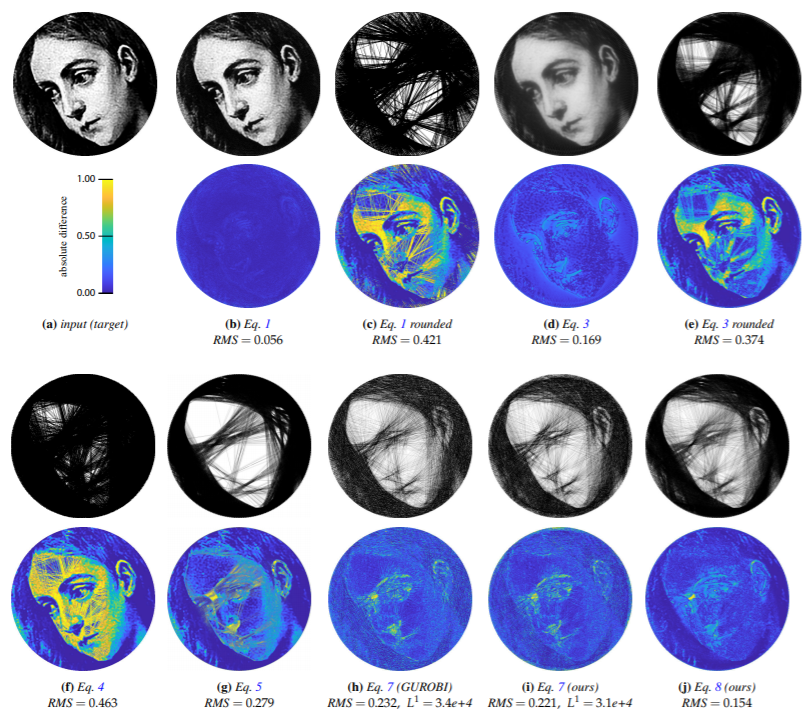 1.00
absolute difference
0.50
0.00
(a) input (target)
(b) Eq. 1
RMS = 0.056
(c) Eq. 1 rounded
RMS = 0.421
(d) Eq. 3
RMS = 0.169
(e) Eq. 3 rounded
RMS = 0.374
(f) Eq. 4
RMS = 0.463
(g) Eq. 5
RMS = 0.279
(h) Eq. 7 (GUROBI)
RMS = 0.232, L¹ = 3.4e+4
(i) Eq. 7 (ours)
RMS = 0.221, L¹ = 3.1e+4
(j) Eq. 8 (ours)
RMS = 0.154